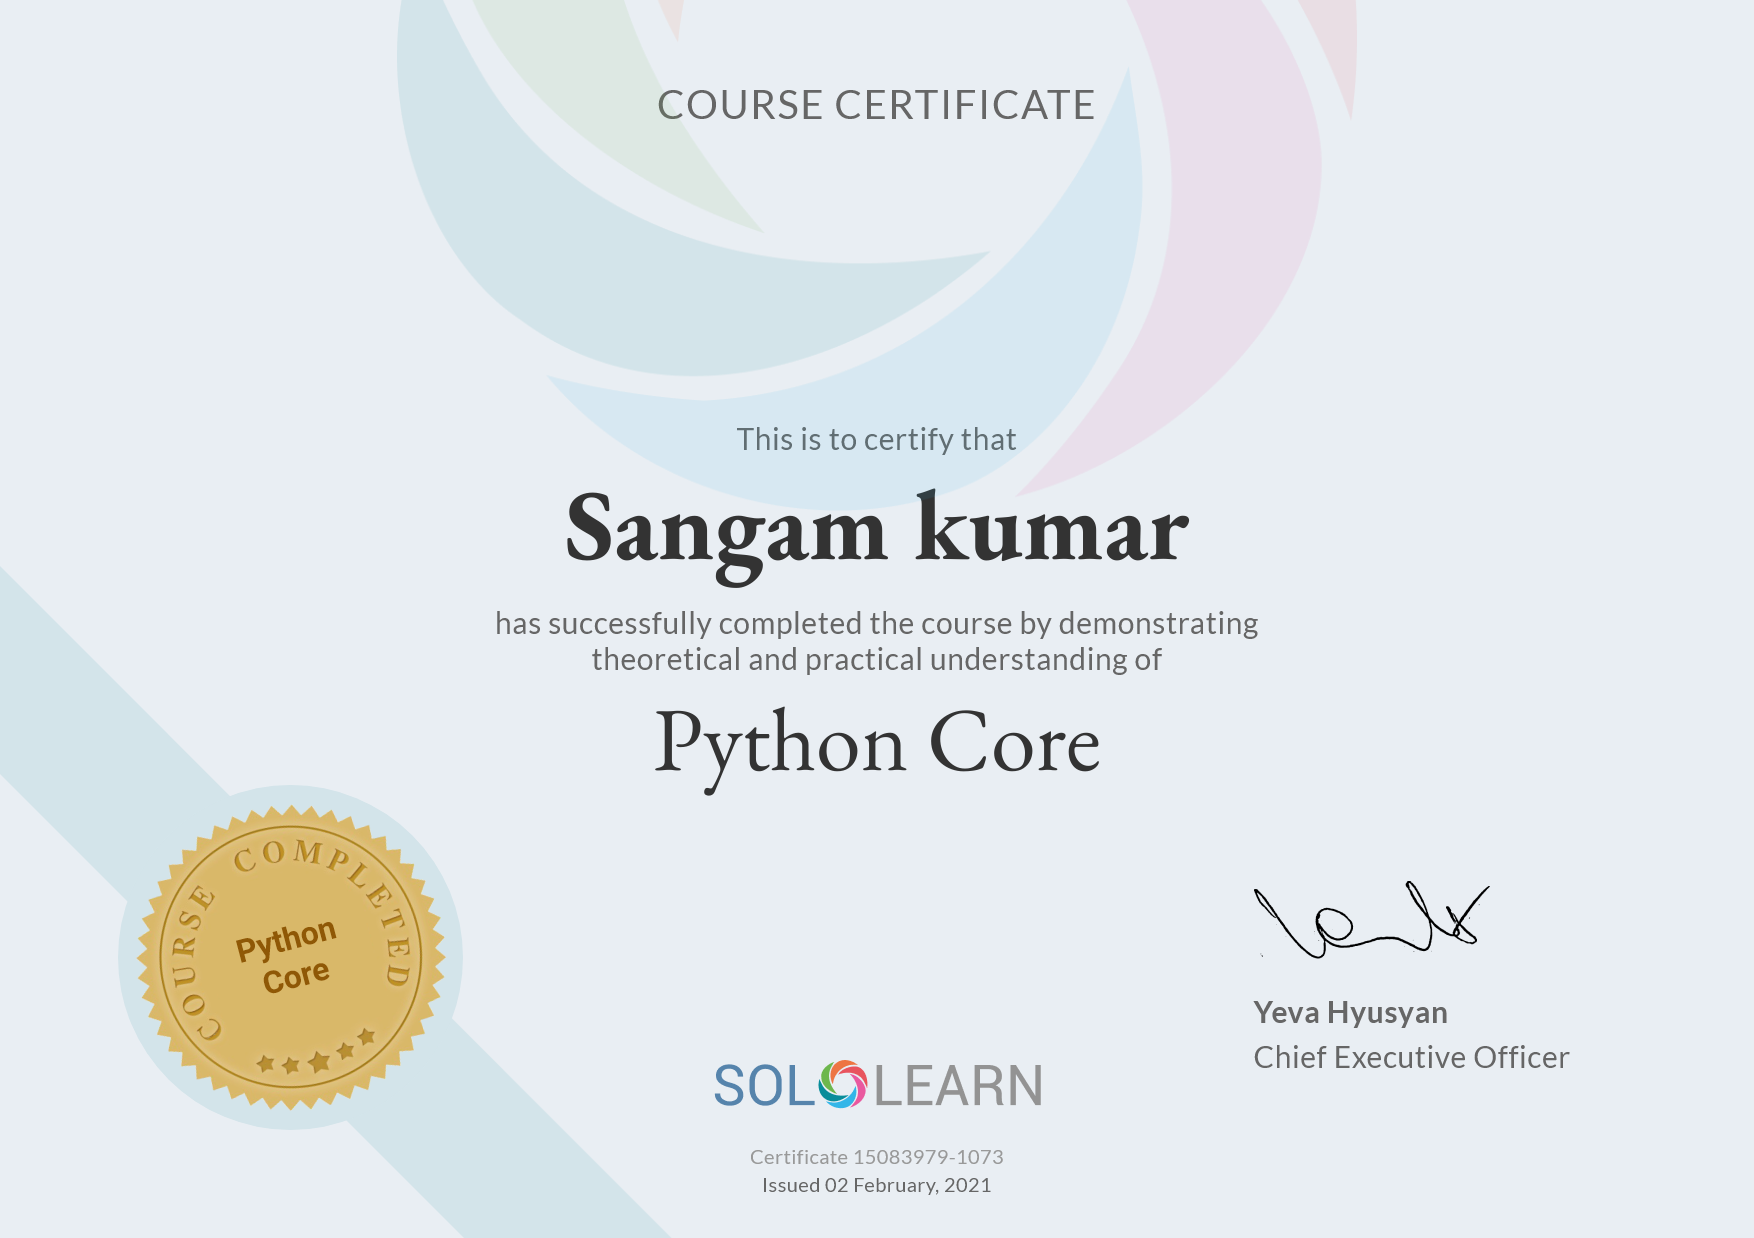 COURSE CERTIFICATE
This is to certify that
Sangam kumar
has successfully completed the course by demonstrating
theoretical and practical understanding of
Python Core
COURSE COMPLETED
Python
Core
Yeva Hyusyan
Chief Executive Officer
SOLOLEARN
Certificate 15083979-1073
Issued 02 February, 2021